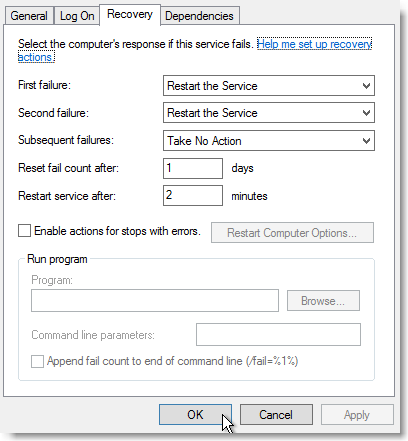 General Log On Recovery Dependencies
Select the computer's response if this service fails. Help me set up recovery
actions.
First failure: Restart the Service
Second failure: Restart the Service
Subsequent failures: Take No Action
Reset fail count after: 1 days
Restart service after: 2 minutes
Enable actions for stops with errors. Restart Computer Options...
Run program
Program:
Browse...
Command line parameters:
Append fail count to end of command line (/fail=%1%)
OK Cancel Apply